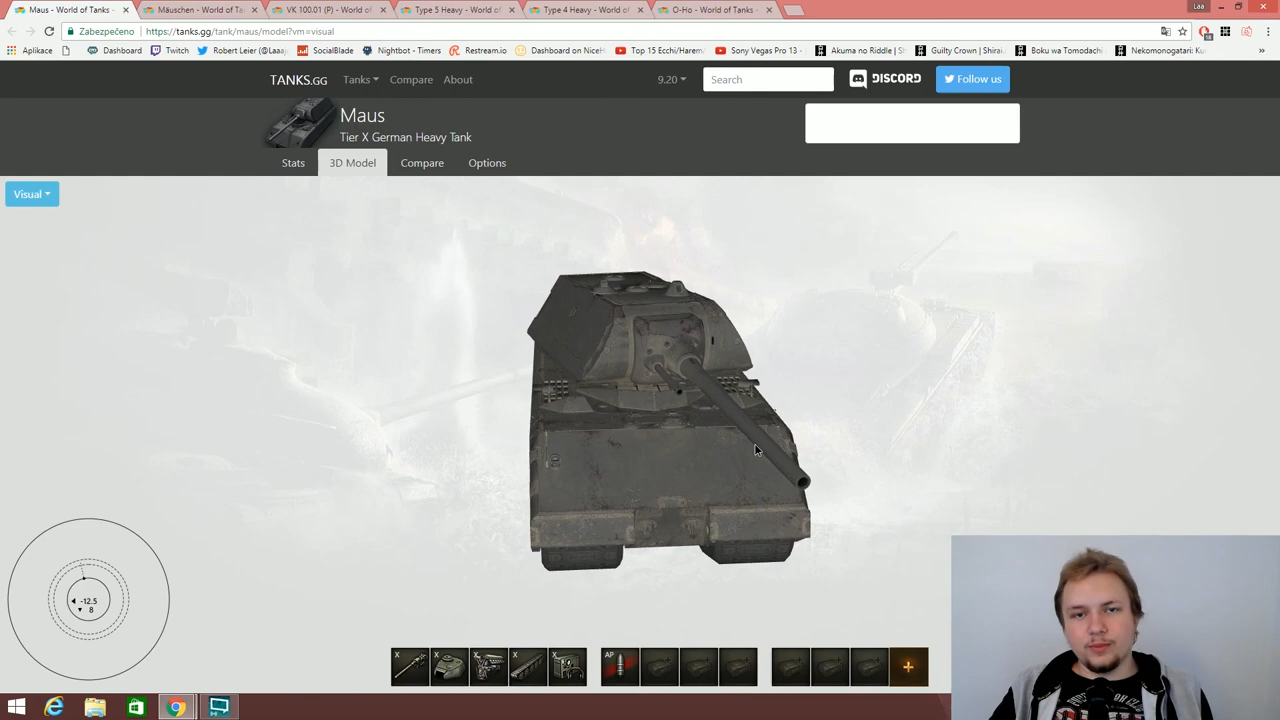 Maus - World of Tanks -
Mäuschen - World of Ta
VK 100.01 (P) - World of
Type 5 Heavy - World of
Type 4 Heavy - World of
O-Ho - World of Tanks -
Laa
Zabezpečeno
https://tanks.gg/tank/maus/model?vm=visual
Aplikace
Dashboard
Twitch
Robert Leier (@Laaj
SocialBlade
Nightbot - Timers
Restream.io
Dashboard on NiceH
Top 15 Ecchi/Harem/
Sony Vegas Pro 13 -
Akuma no Riddle | SH
Guilty Crown | Shinl
Boku wa Tomodachi
Nekomonogatari: Ku
»
TANKS.GG
Tanks
Compare
About
9.20
Search
DISCORD
Follow us
Maus
Tier X German Heavy Tank
Stats
3D Model
Compare
Options
Visual
-12.5
8
X
X
X
X
X
AP